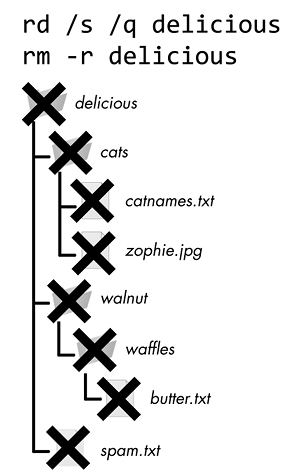 rd /s /q delicious
rm -r delicious
delicious
cats
catnames.txt
zophie.jpg
walnut
waffles
butter.txt
spam.txt